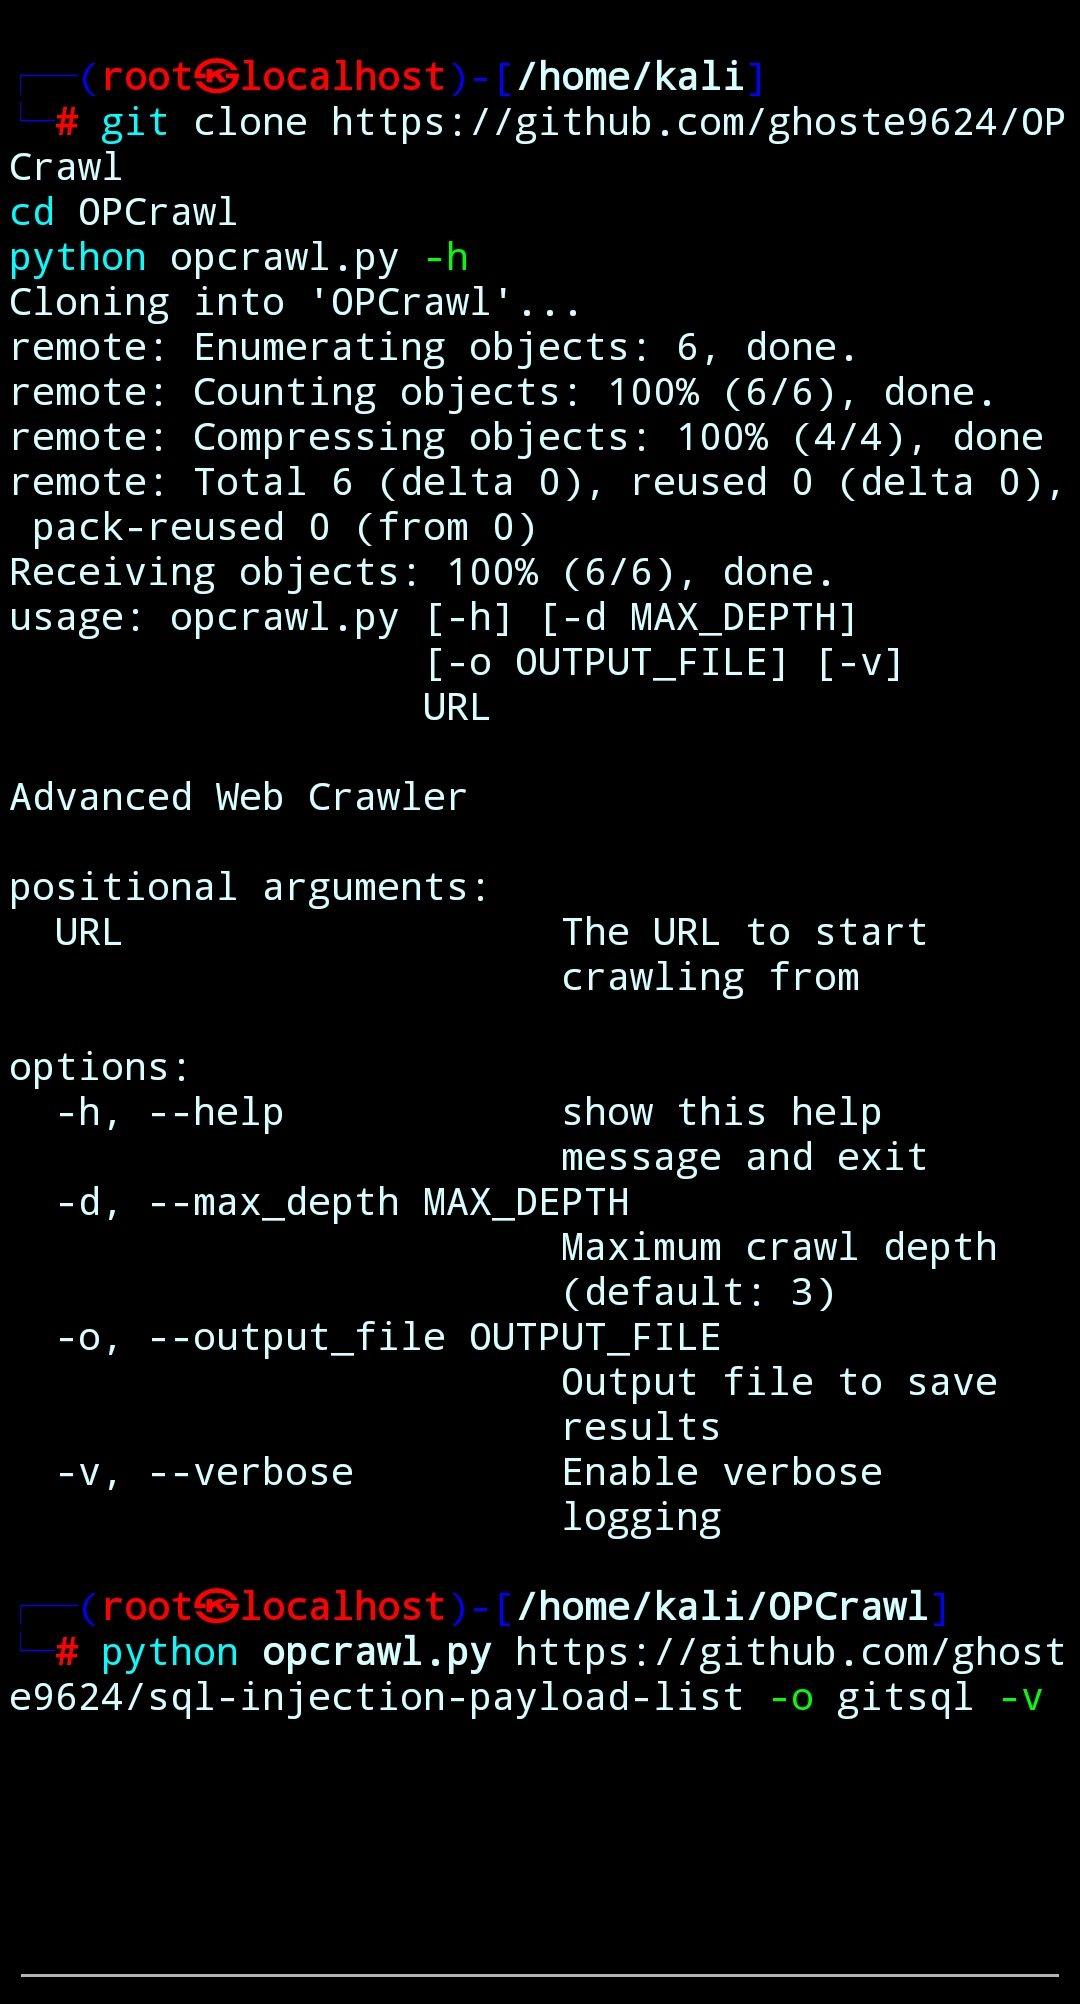 ┌──(root㉿localhost)-[/home/kali]
└─# git clone https://github.com/ghoste9624/OP
Crawl
cd OPCrawl
python opcrawl.py -h
Cloning into 'OPCrawl'...
remote: Enumerating objects: 6, done.
remote: Counting objects: 100% (6/6), done.
remote: Compressing objects: 100% (4/4), done
remote: Total 6 (delta 0), reused 0 (delta 0),
 pack-reused 0 (from 0)
Receiving objects: 100% (6/6), done.
usage: opcrawl.py [-h] [-d MAX_DEPTH]
                  [-o OUTPUT_FILE] [-v]
                  URL

Advanced Web Crawler

positional arguments:
  URL                   The URL to start
                        crawling from

options:
  -h, --help            show this help
                        message and exit
  -d, --max_depth MAX_DEPTH
                        Maximum crawl depth
                        (default: 3)
  -o, --output_file OUTPUT_FILE
                        Output file to save
                        results
  -v, --verbose         Enable verbose
                        logging

┌──(root㉿localhost)-[/home/kali/OPCrawl]
└─# python opcrawl.py https://github.com/ghost
e9624/sql-injection-payload-list -o gitsql -v